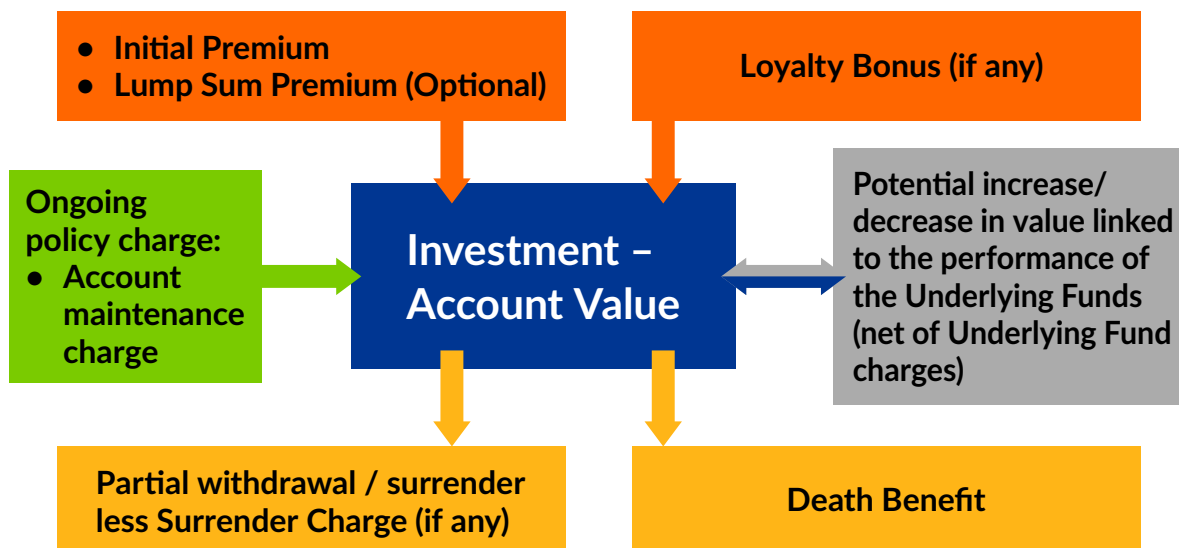 ● Initial Premium
● Lump Sum Premium (Optional)
Loyalty Bonus (if any)
Ongoing
policy charge:
● Account
maintenance
charge
Investment –
Account Value
Potential increase/
decrease in value linked
to the performance of
the Underlying Funds
(net of Underlying Fund
charges)
Partial withdrawal / surrender
less Surrender Charge (if any)
Death Benefit